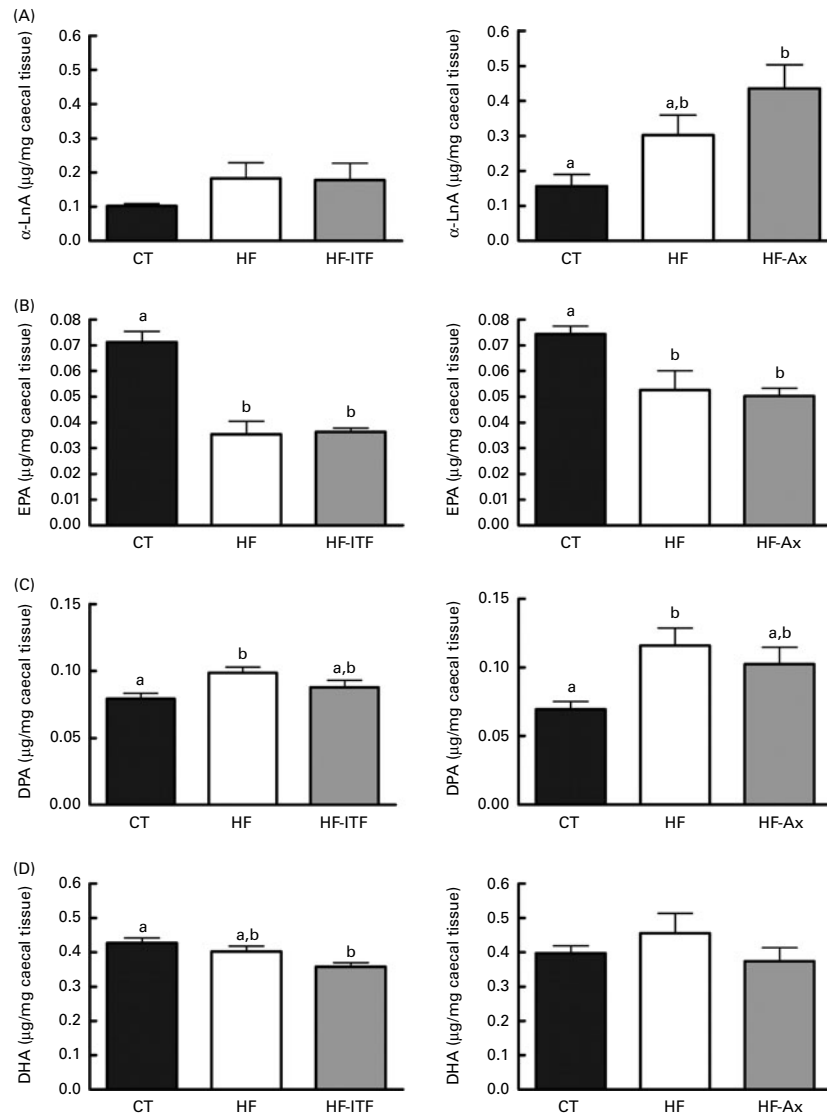 (A)
α-LnA (μg/mg caecal tissue)
0.6
0.5
0.4
0.3
0.2
0.1
0.0
CT HF HF-ITF
α-LnA (μg/mg caecal tissue)
0.6
0.5
0.4
0.3
0.2
0.1
0.0
a
a,b
b
CT HF HF-Ax
(B)
EPA (μg/mg caecal tissue)
0.08
0.07
0.06
0.05
0.04
0.03
0.02
0.01
0.00
a
b
b
CT HF HF-ITF
EPA (μg/mg caecal tissue)
0.08
0.07
0.06
0.05
0.04
0.03
0.02
0.01
0.00
a
b
b
CT HF HF-Ax
(C)
DPA (μg/mg caecal tissue)
0.15
0.10
0.05
0.00
a
b
a,b
CT HF HF-ITF
DPA (μg/mg caecal tissue)
0.15
0.10
0.05
0.00
a
b
a,b
CT HF HF-Ax
(D)
DHA (μg/mg caecal tissue)
0.6
0.5
0.4
0.3
0.2
0.1
0.0
a
a,b
b
CT HF HF-ITF
DHA (μg/mg caecal tissue)
0.6
0.5
0.4
0.3
0.2
0.1
0.0
CT HF HF-Ax